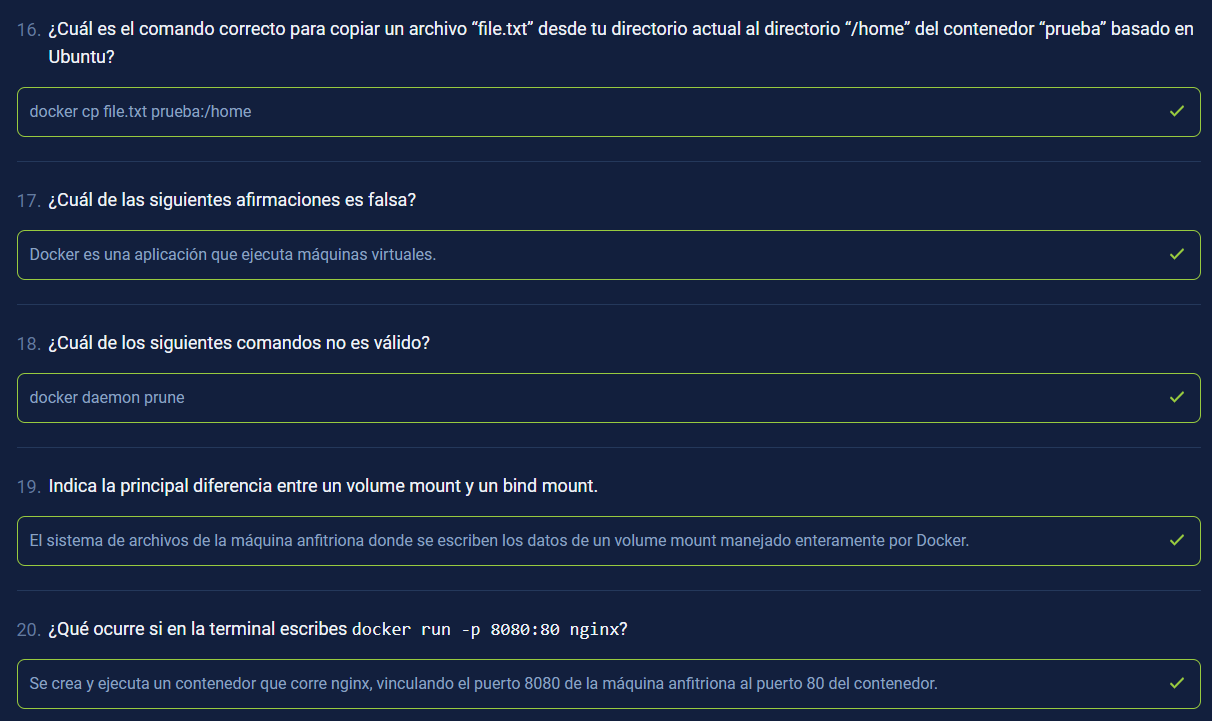 16. ¿Cuál es el comando correcto para copiar un archivo “file.txt” desde tu directorio actual al directorio “/home” del contenedor “prueba” basado en
Ubuntu?
docker cp file.txt prueba:/home
17. ¿Cuál de las siguientes afirmaciones es falsa?
Docker es una aplicación que ejecuta máquinas virtuales.
18. ¿Cuál de los siguientes comandos no es válido?
docker daemon prune
19. Indica la principal diferencia entre un volume mount y un bind mount.
El sistema de archivos de la máquina anfitriona donde se escriben los datos de un volume mount manejado enteramente por Docker.
20. ¿Qué ocurre si en la terminal escribes docker run -p 8080:80 nginx?
Se crea y ejecuta un contenedor que corre nginx, vinculando el puerto 8080 de la máquina anfitriona al puerto 80 del contenedor.